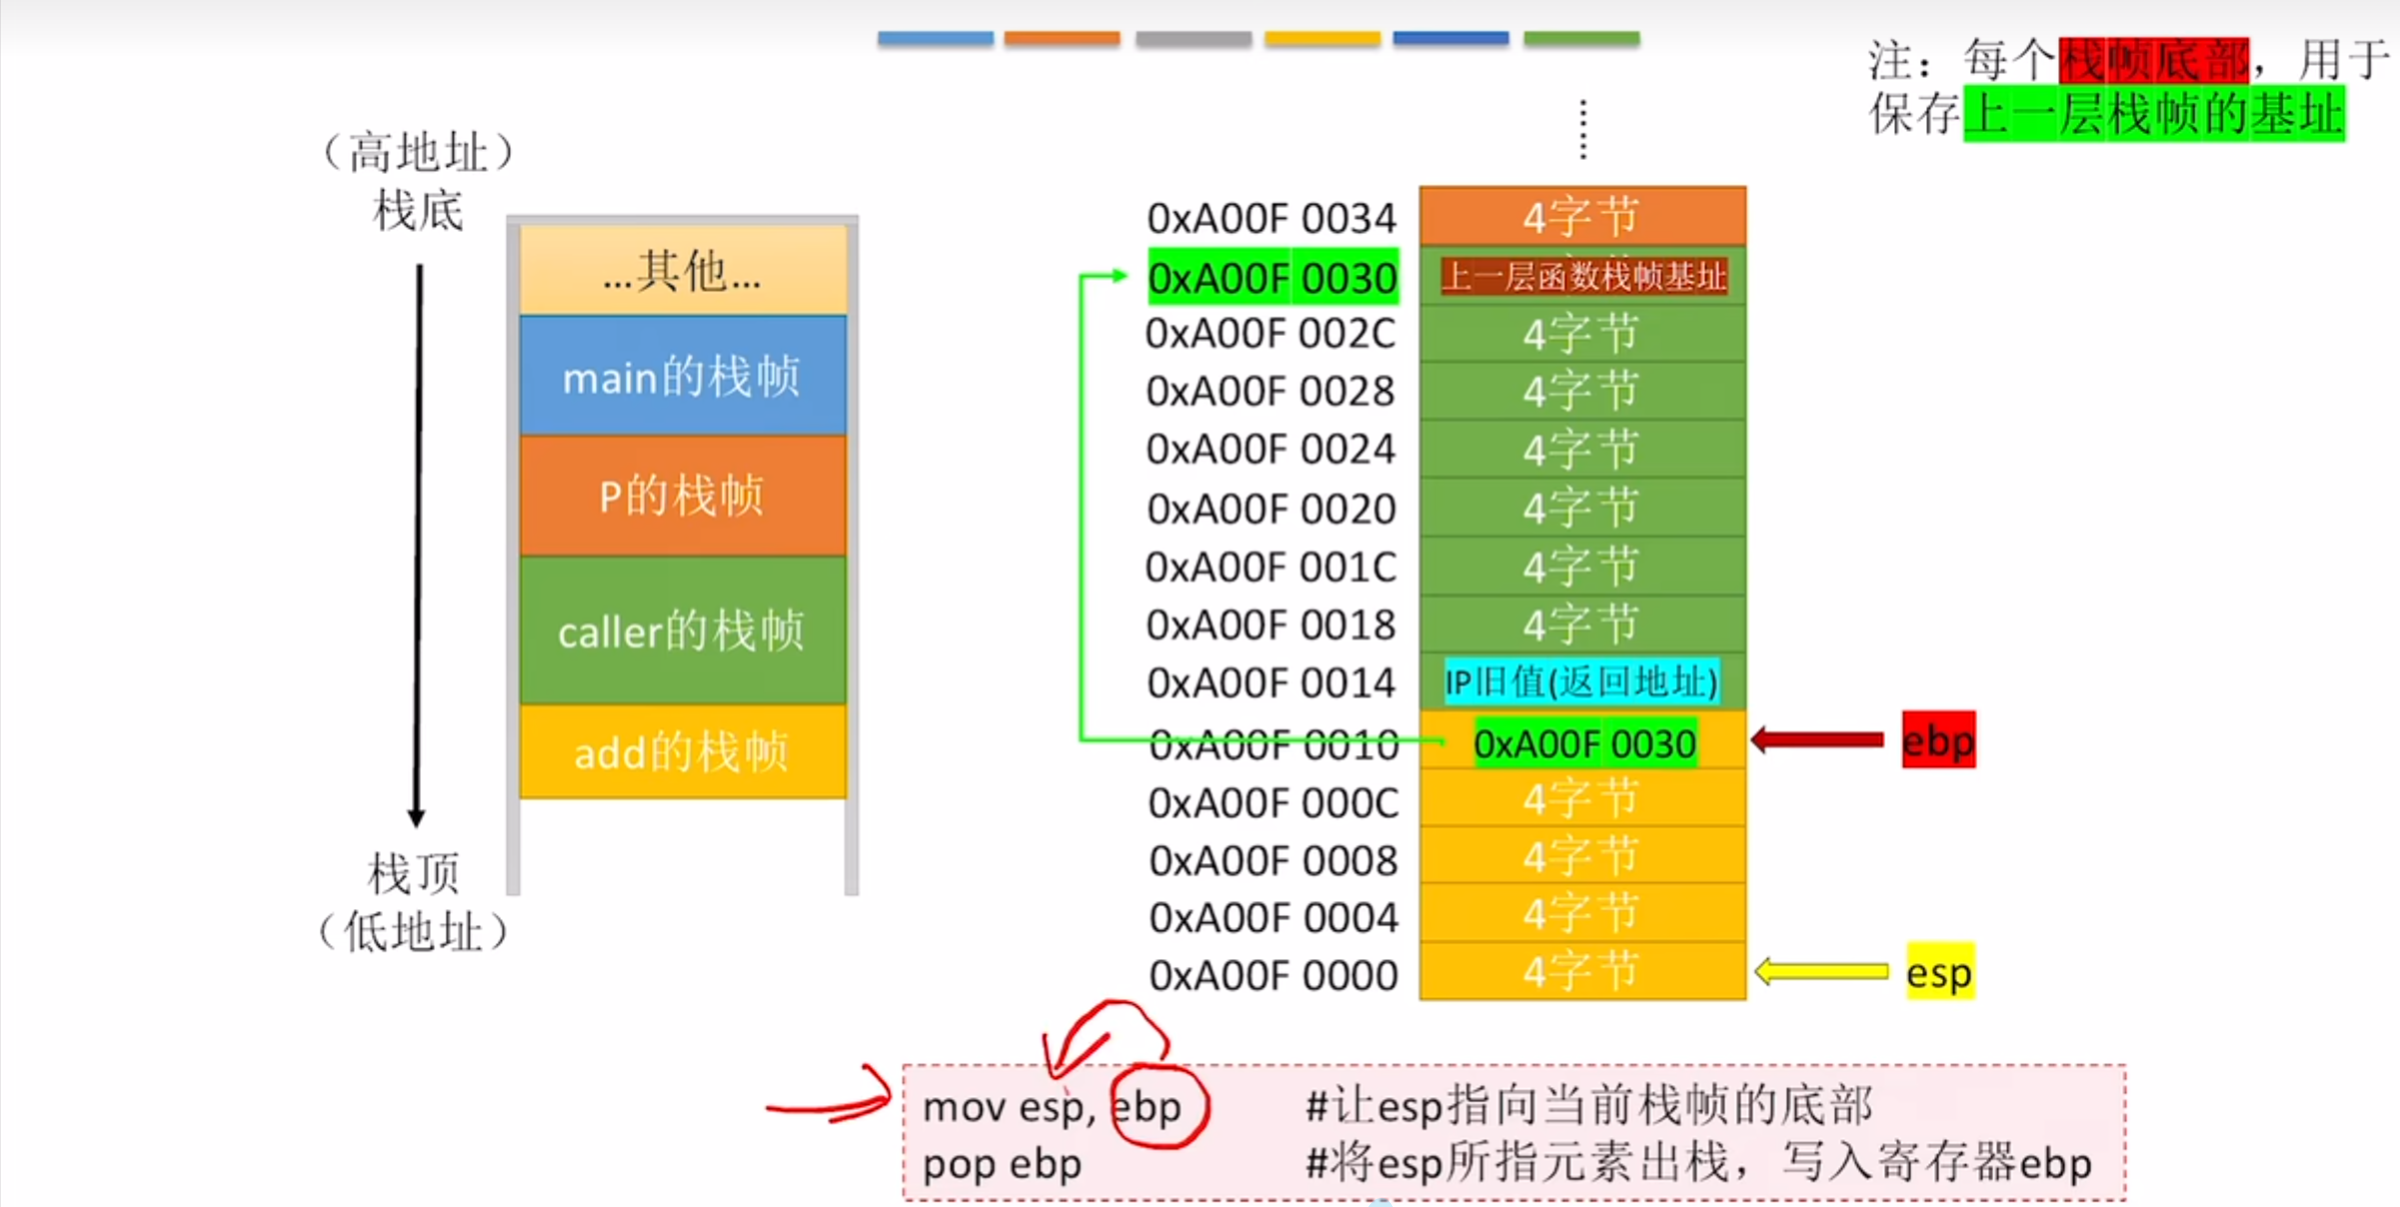 注：每个栈帧底部，用于
保存上一层栈帧的基址
（高地址）
栈底
...其他...
main的栈帧
P的栈帧
caller的栈帧
add的栈帧
栈顶
（低地址）
0xA00F 0034 4字节
0xA00F 0030 上一层函数栈帧基址
0xA00F 002C 4字节
0xA00F 0028 4字节
0xA00F 0024 4字节
0xA00F 0020 4字节
0xA00F 001C 4字节
0xA00F 0018 4字节
0xA00F 0014 IP旧值(返回地址)
0xA00F 0010 0xA00F 0030 ebp
0xA00F 000C 4字节
0xA00F 0008 4字节
0xA00F 0004 4字节
0xA00F 0000 4字节 esp
mov esp, ebp #让esp指向当前栈帧的底部
pop ebp #将esp所指元素出栈，写入寄存器ebp